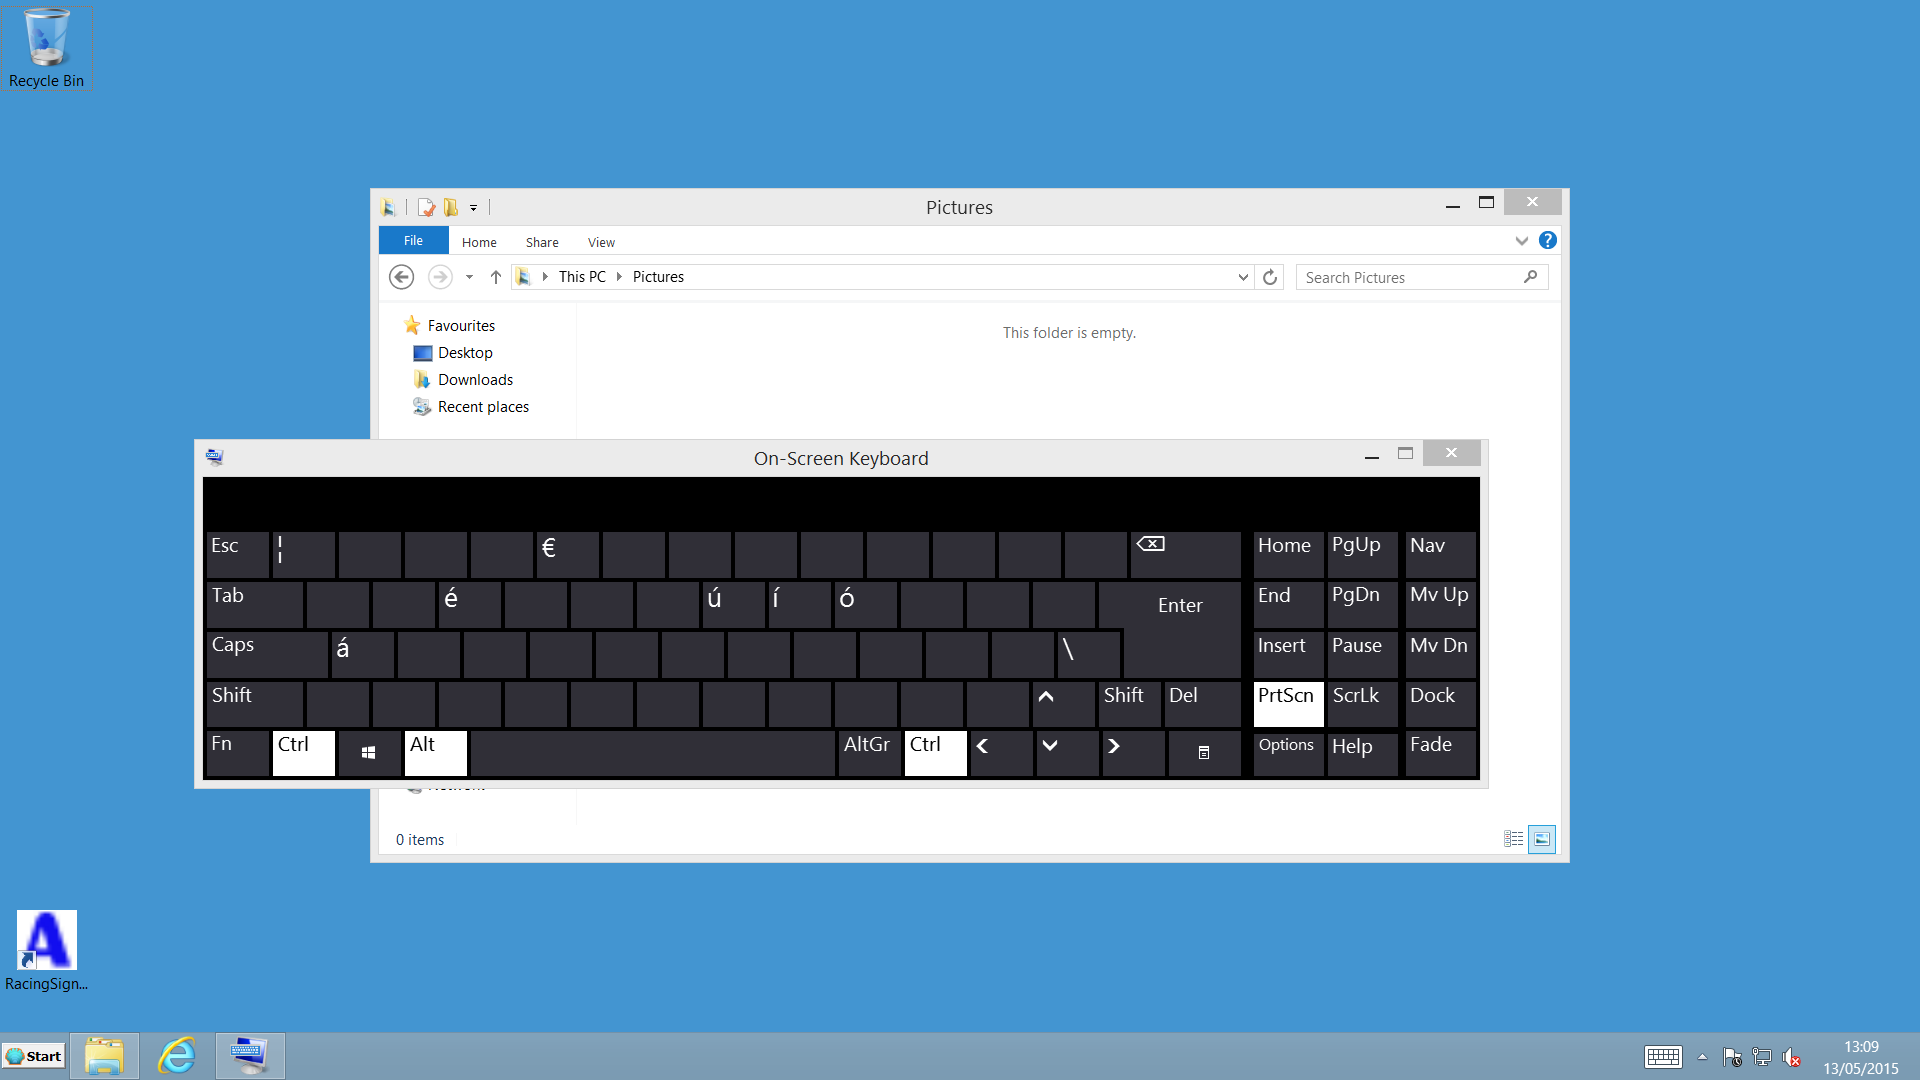 Recycle Bin
Pictures
File Home Share View
This PC Pictures
Search Pictures
Favourites
This folder is empty.
Desktop
Downloads
Recent places
On-Screen Keyboard
Esc ¦ € Home PgUp Nav
Tab é ú í ó Enter End PgDn Mv Up
Caps á \ Insert Pause Mv Dn
Shift Shift Del PrtScn ScrLk Dock
Fn Ctrl Alt AltGr Ctrl Options Help Fade
0 items
RacingSign...
Start
13:09
13/05/2015